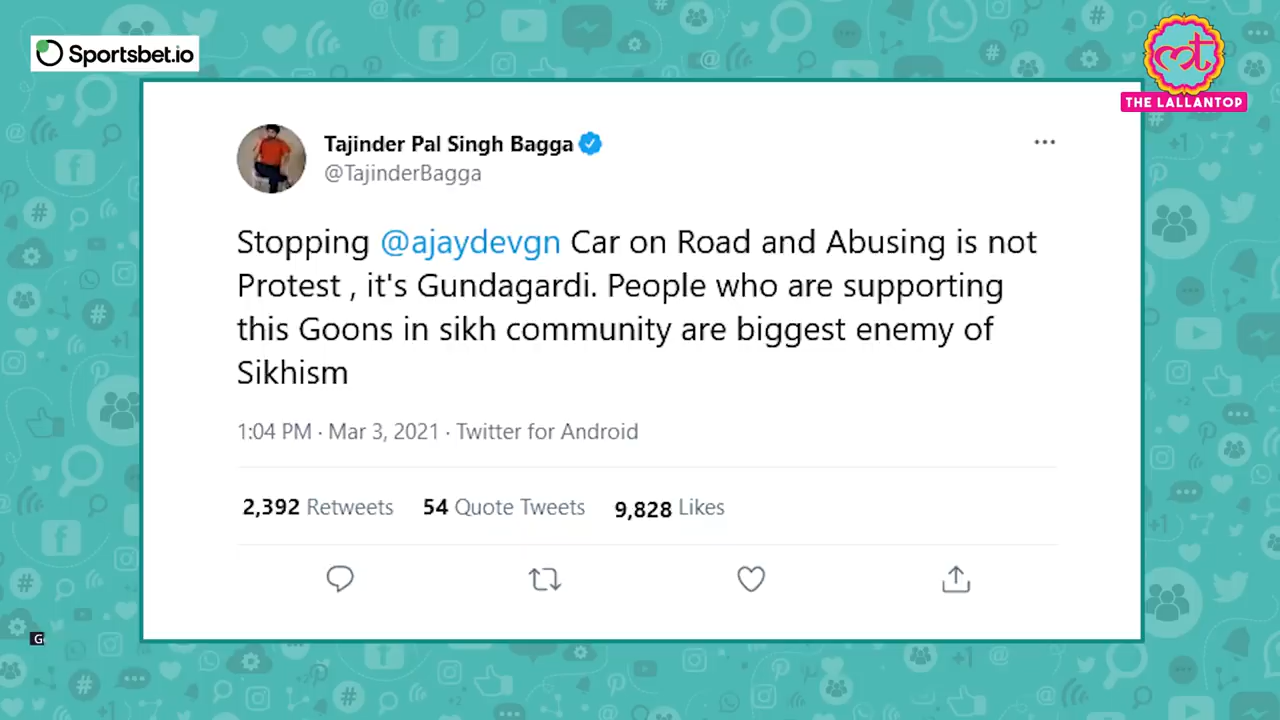 Sportsbet.io
THE LALLANTOP
Tajinder Pal Singh Bagga
@TajinderBagga
Stopping @ajaydevgn Car on Road and Abusing is not
Protest , it's Gundagardi. People who are supporting
this Goons in sikh community are biggest enemy of
Sikhism
1:04 PM · Mar 3, 2021 · Twitter for Android
2,392 Retweets 54 Quote Tweets 9,828 Likes
G